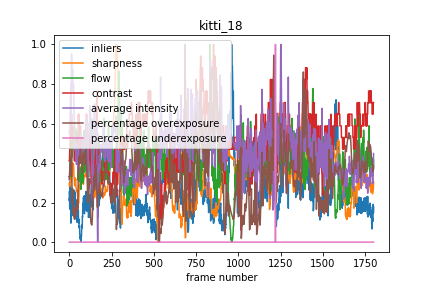 kitti_18
1.0
0.8
0.6
0.4
0.2
0.0
inliers
sharpness
flow
contrast
average intensity
percentage overexposure
percentage underexposure
0 250 500 750 1000 1250 1500 1750
frame number